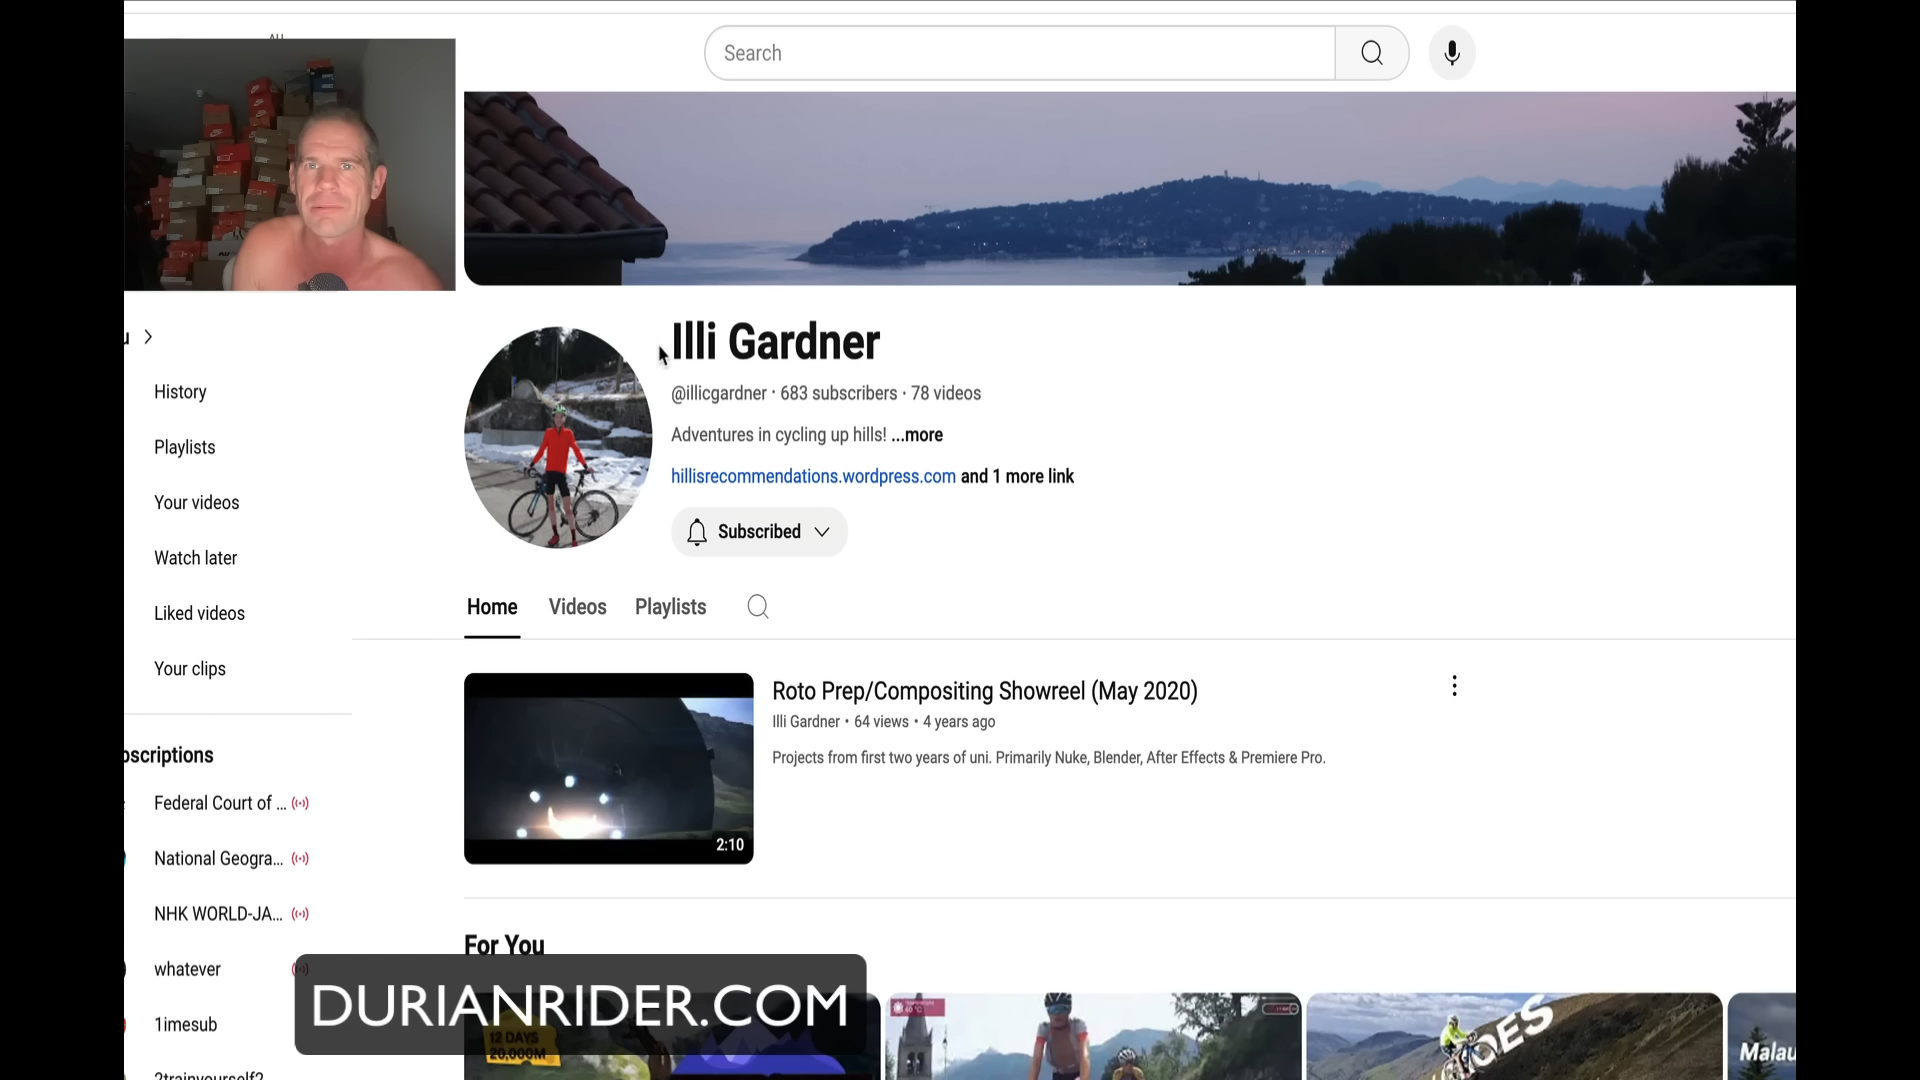 Search
Illi Gardner
@illicgardner · 683 subscribers · 78 videos
Adventures in cycling up hills! ...more
hillisrecommendations.wordpress.com and 1 more link
Subscribed
Home Videos Playlists
History
Playlists
Your videos
Watch later
Liked videos
Your clips
Roto Prep/Compositing Showreel (May 2020)
Illi Gardner · 64 views · 4 years ago
Projects from first two years of uni. Primarily Nuke, Blender, After Effects & Premiere Pro.
2:10
bscriptions
Federal Court of ...
National Geogra...
NHK WORLD-JA...
whatever
1imesub
2trainyourself2
For You
DURIANRIDER.COM
12 DAYS
20,000M
OES
Malau